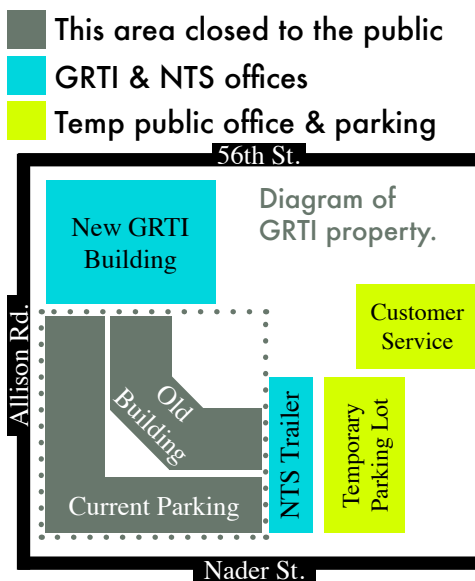 This area closed to the public
GRTI & NTS offices
Temp public office & parking
56th St.
Diagram of
GRTI property.
New GRTI
Building
Customer
Service
Allison Rd.
Old
Building
NTS Trailer
Temporary
Parking Lot
Current Parking
Nader St.